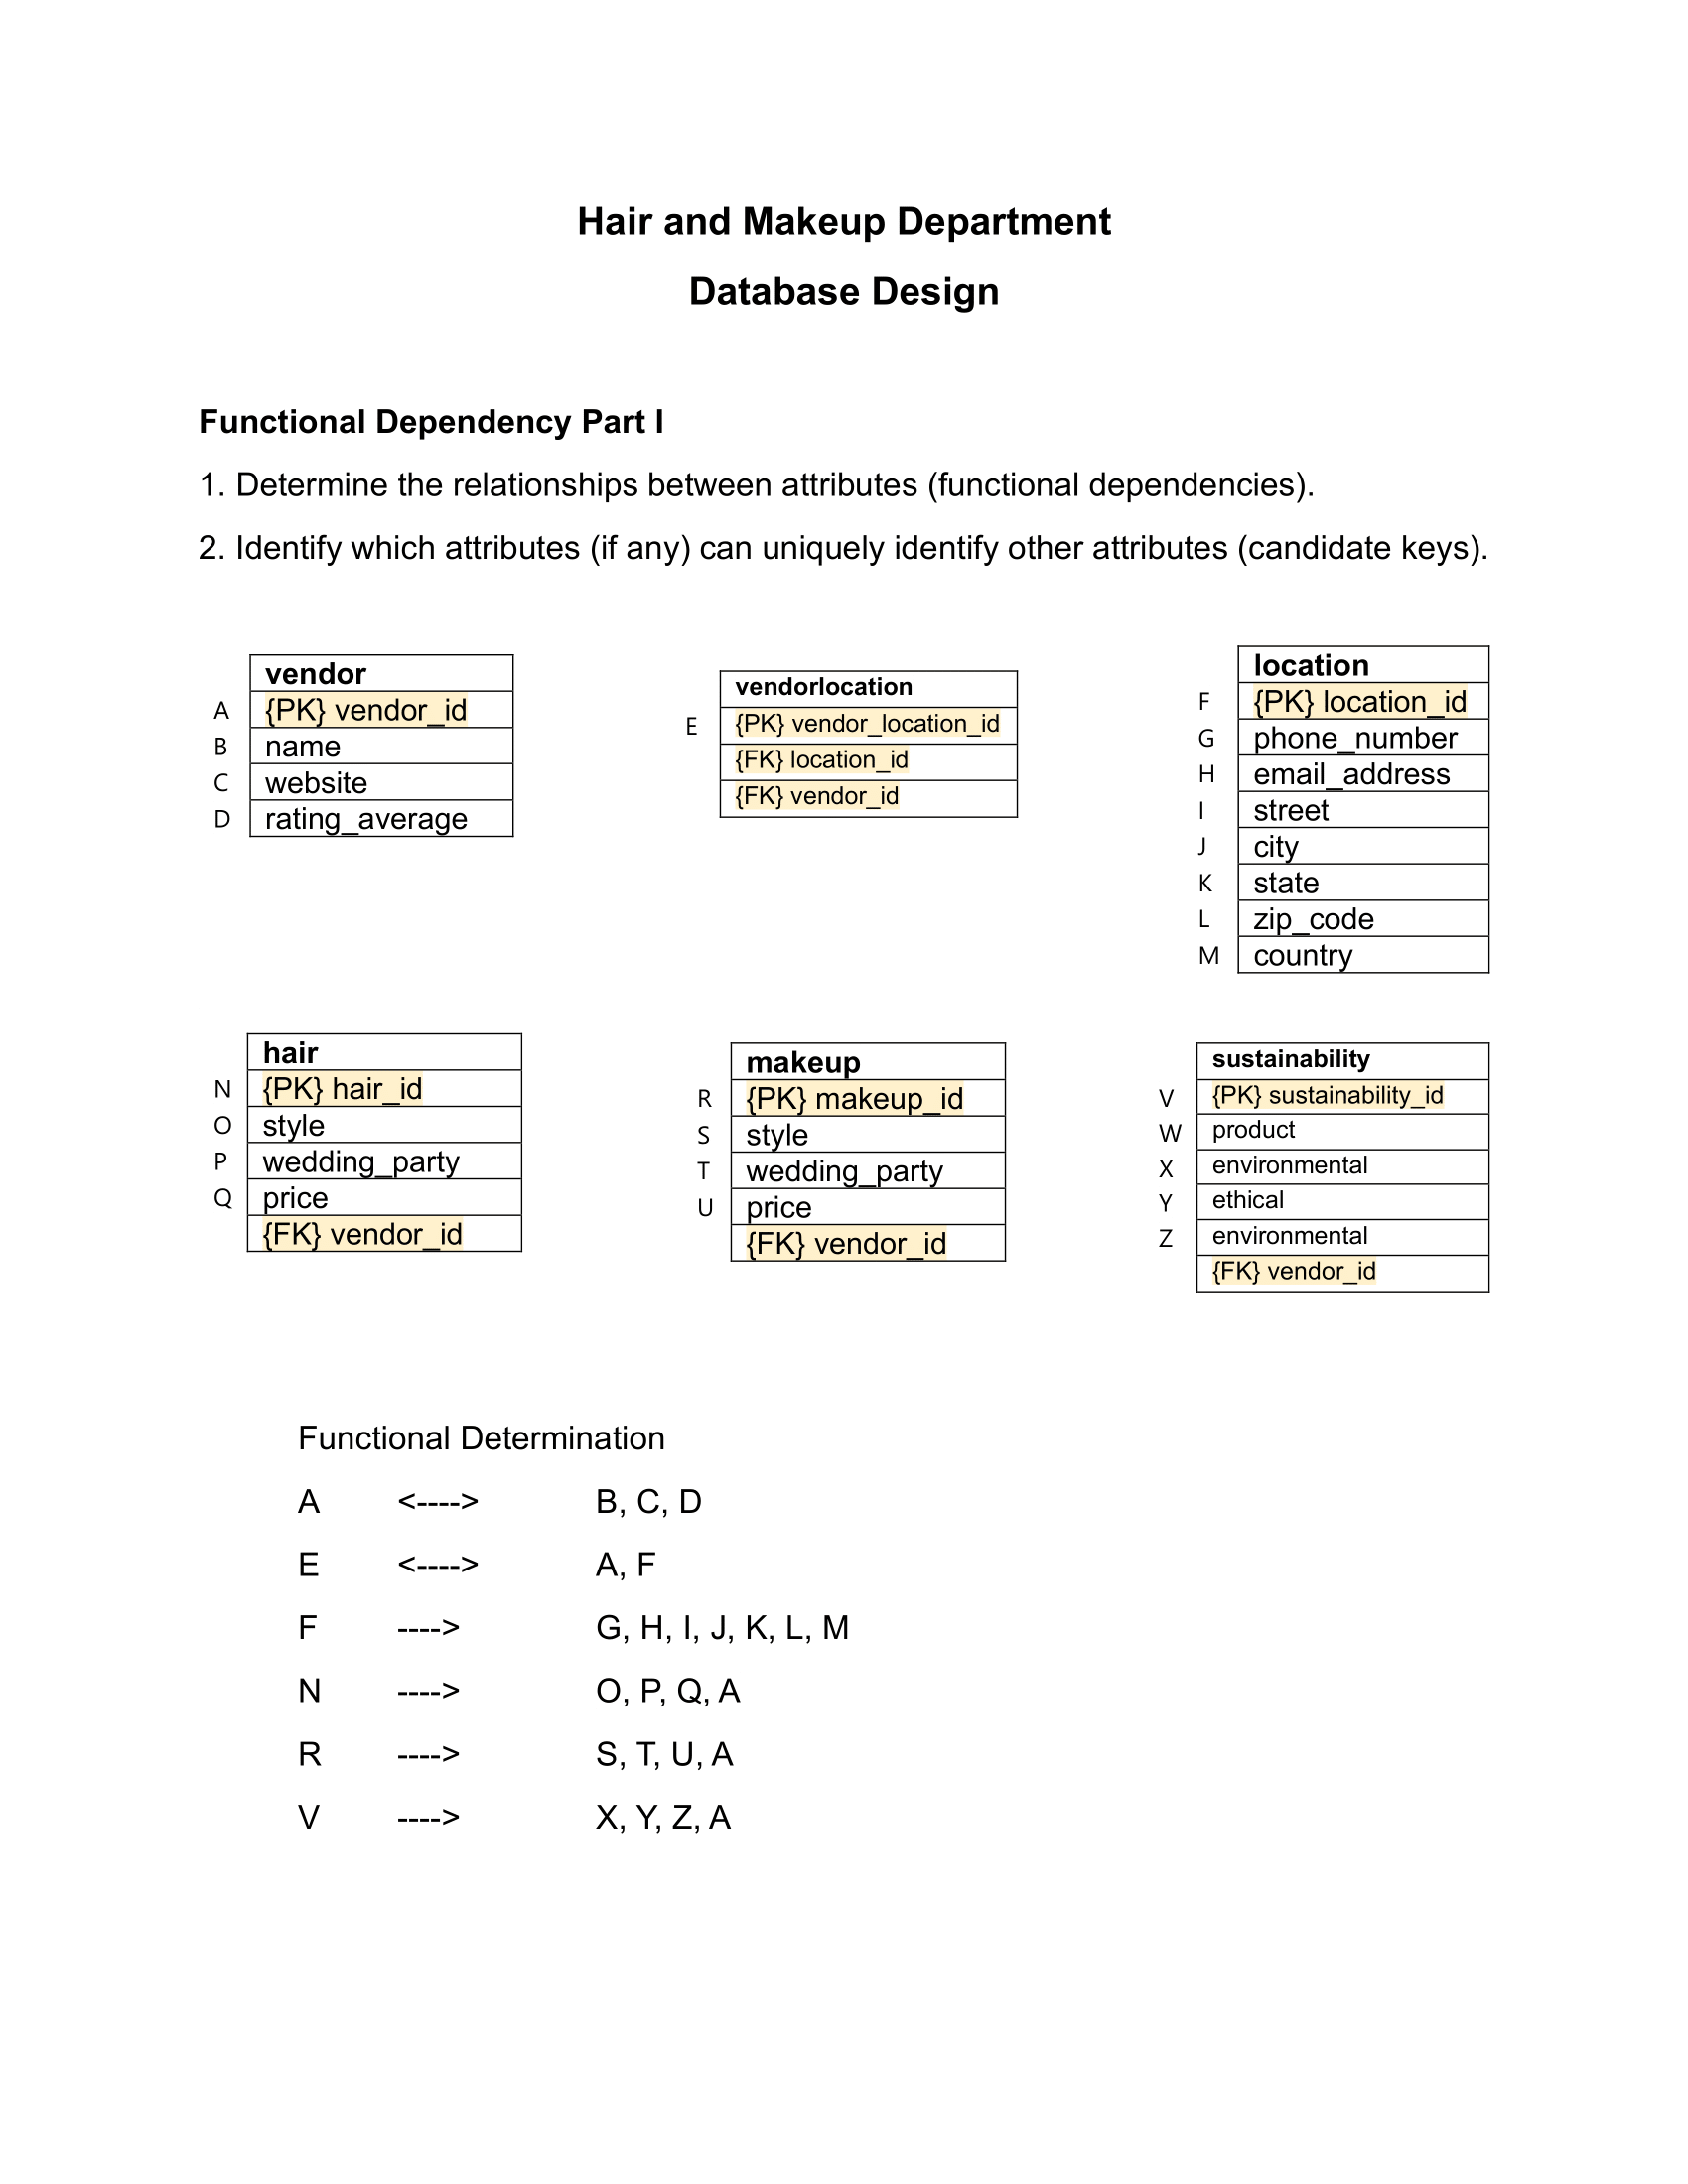 Hair and Makeup Department
Database Design
Functional Dependency Part I
1. Determine the relationships between attributes (functional dependencies).
2. Identify which attributes (if any) can uniquely identify other attributes (candidate keys).
vendor
A {PK} vendor_id
B name
C website
D rating_average
vendorlocation
E {PK} vendor_location_id
{FK} location_id
{FK} vendor_id
location
F {PK} location_id
G phone_number
H email_address
I street
J city
K state
L zip_code
M country
hair
N {PK} hair_id
O style
P wedding_party
Q price
{FK} vendor_id
makeup
R {PK} makeup_id
S style
T wedding_party
U price
{FK} vendor_id
sustainability
V {PK} sustainability_id
W product
X environmental
Y ethical
Z environmental
{FK} vendor_id
Functional Determination
A <----> B, C, D
E <----> A, F
F ----> G, H, I, J, K, L, M
N ----> O, P, Q, A
R ----> S, T, U, A
V ----> X, Y, Z, A